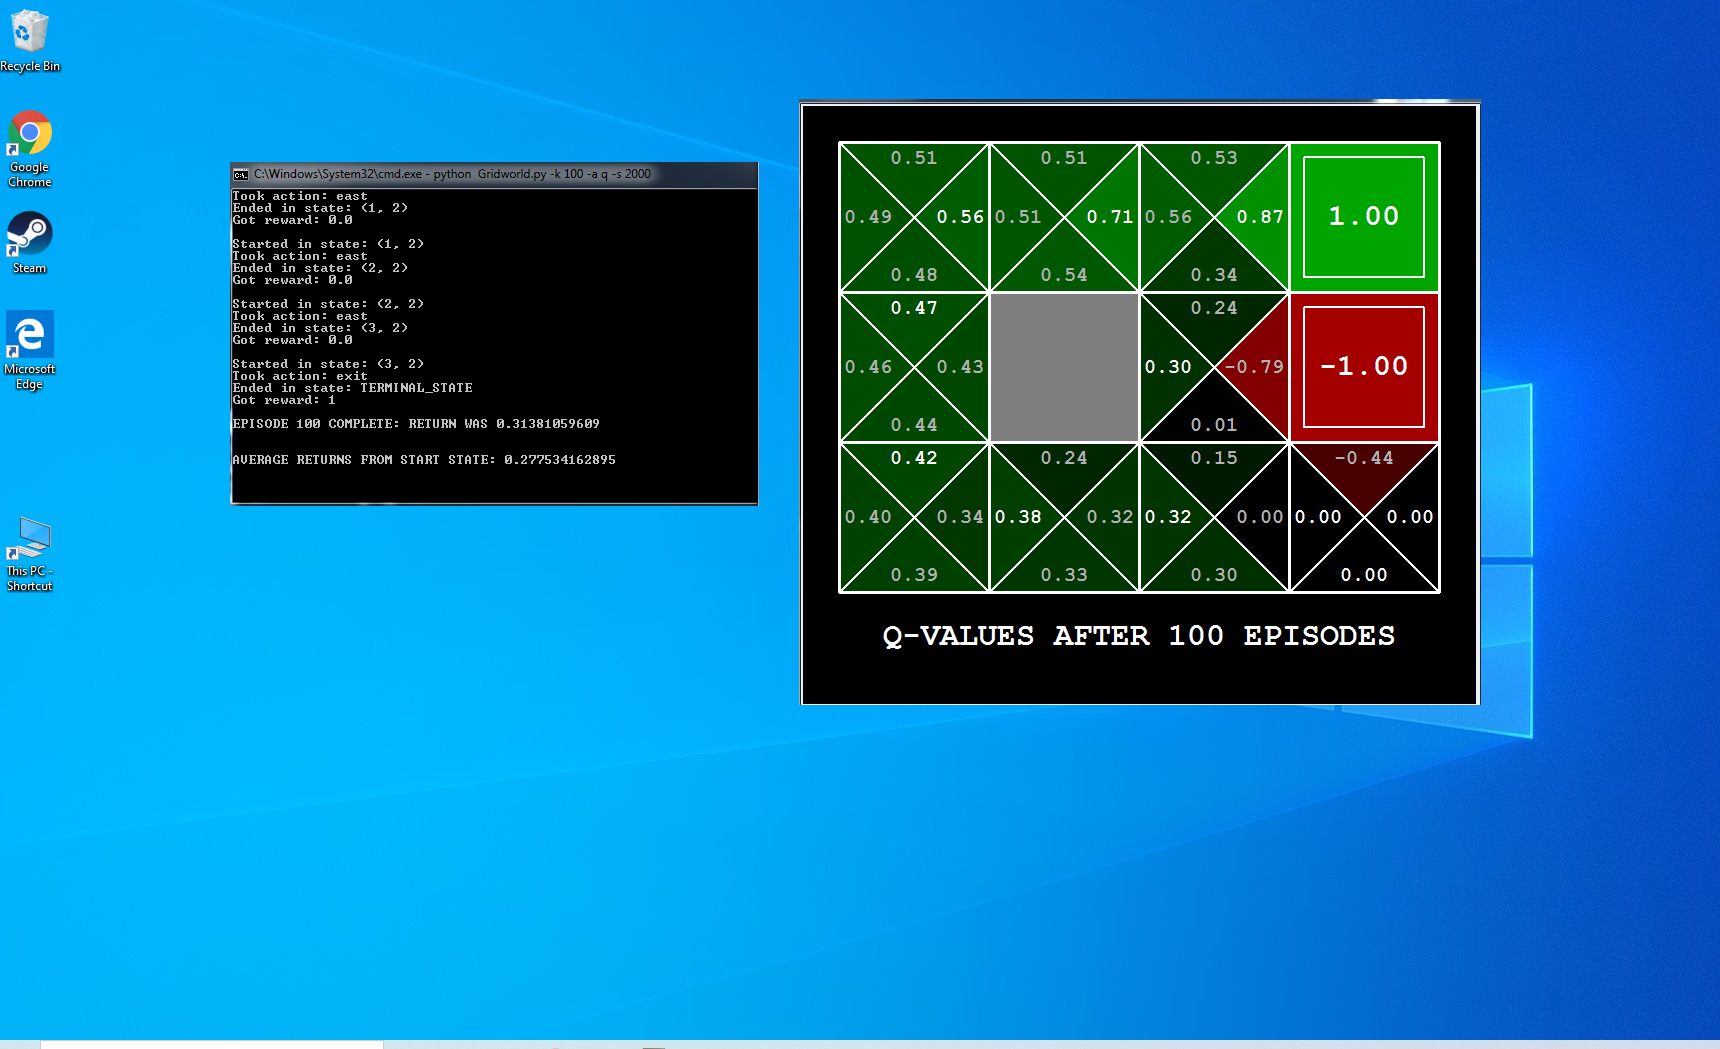 Recycle Bin
Google
Chrome
Steam
Microsoft
Edge
This PC -
Shortcut
C:\Windows\System32\cmd.exe - python  Gridworld.py -k 100 -a q -s 2000
Took action: east
Ended in state: (1, 2)
Got reward: 0.0
Started in state: (1, 2)
Took action: east
Ended in state: (2, 2)
Got reward: 0.0
Started in state: (2, 2)
Took action: east
Ended in state: (3, 2)
Got reward: 0.0
Started in state: (3, 2)
Took action: exit
Ended in state: TERMINAL_STATE
Got reward: 1
EPISODE 100 COMPLETE: RETURN WAS 0.31381059609
AVERAGE RETURNS FROM START STATE: 0.277534162895
0.51 0.51 0.53
0.49 0.56 0.51 0.71 0.56 0.87 1.00
0.48 0.54 0.34
0.47 0.24
0.46 0.43 0.30 -0.79 -1.00
0.44 0.01
0.42 0.24 0.15 -0.44
0.40 0.34 0.38 0.32 0.32 0.00 0.00 0.00
0.39 0.33 0.30 0.00
Q-VALUES AFTER 100 EPISODES